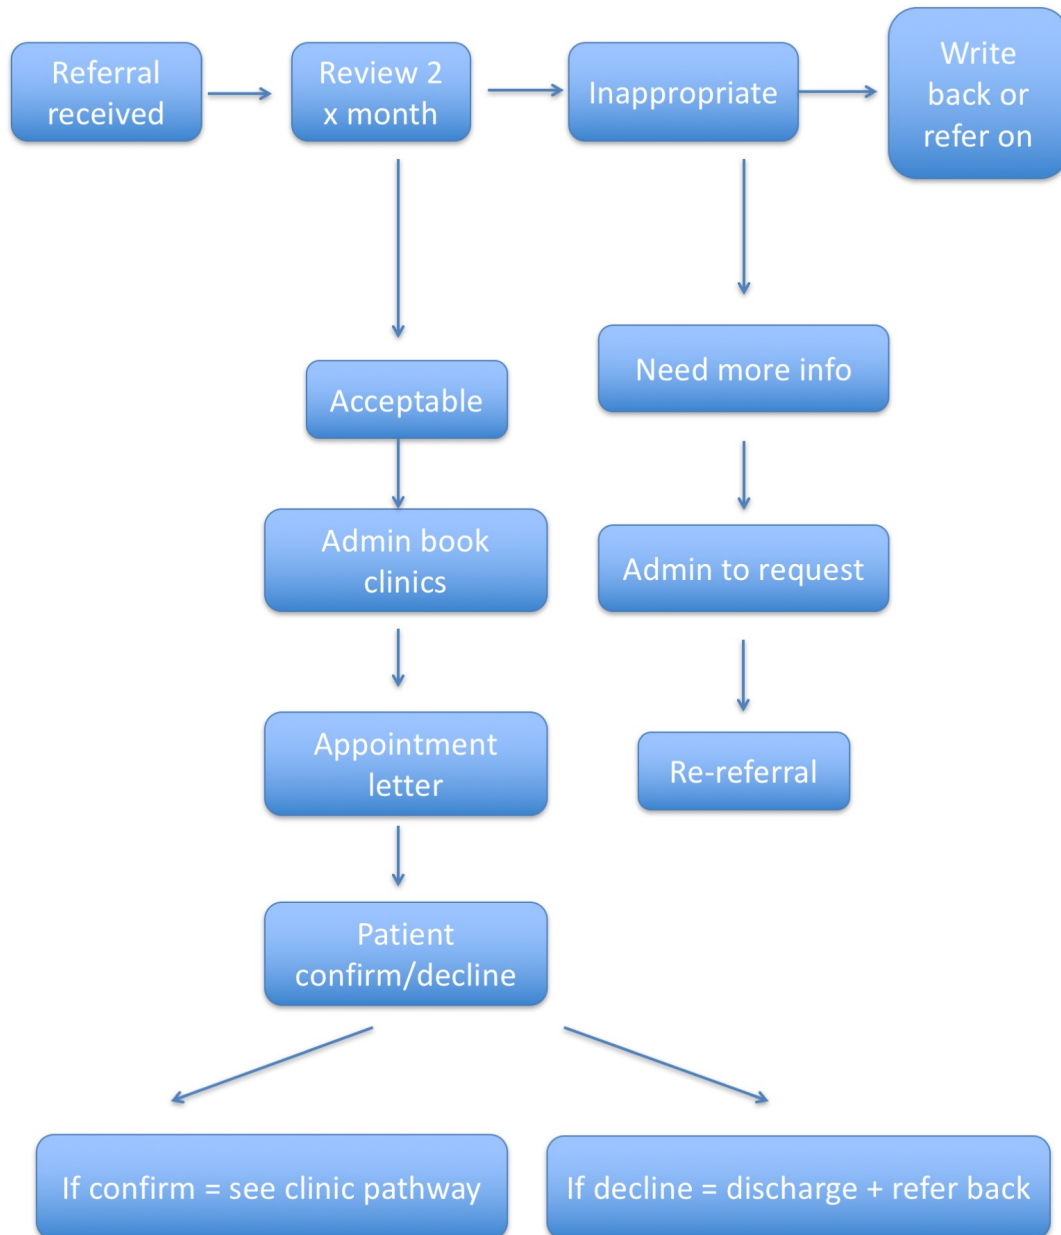 Referral
received
Review 2
x month
Inappropriate
Write
back or
refer on
Acceptable
Need more info
Admin book
clinics
Admin to request
Appointment
letter
Re-referral
Patient
confirm/decline
If confirm = see clinic pathway
If decline = discharge + refer back